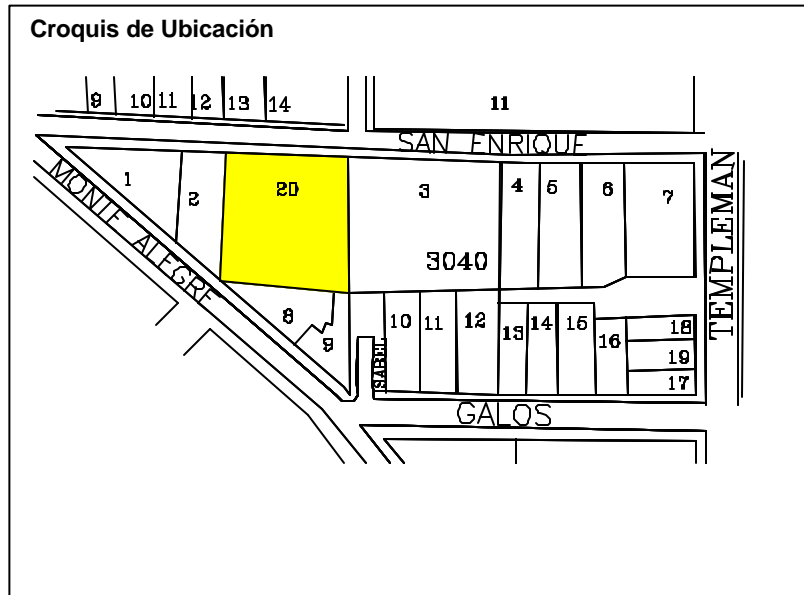 Croquis de Ubicación
9 10 11 12 13 14 11
SAN ENRIQUE
1 2 20 3 4 5 6 7
MONTE ALEGRE
TEMPLEMAN
3040
8 9 10 11 12 13 14 15 16 18
19
17
GALOS